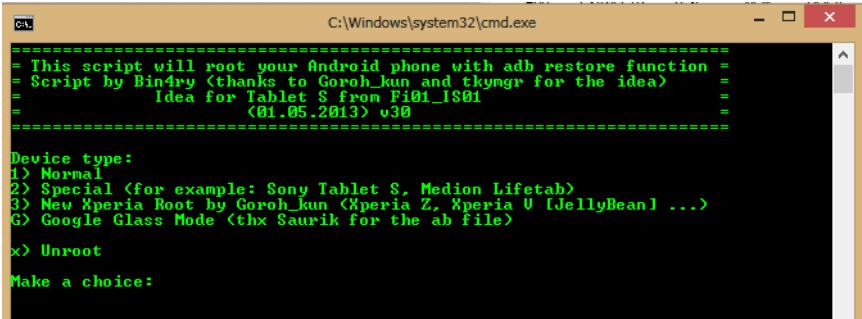 C:\Windows\system32\cmd.exe
======================================================================
= This script will root your Android phone with adb restore function =
= Script by Bin4ry (thanks to Goroh_kun and tkymgr for the idea) =
= Idea for Tablet S from Fi01_IS01 =
= (01.05.2013) v30 =
======================================================================
Device type:
1) Normal
2) Special (for example: Sony Tablet S, Medion Lifetab)
3) New Xperia Root by Goroh_kun (Xperia Z, Xperia V [JellyBean] ...)
G) Google Glass Mode (thx Saurik for the ab file)
x) Unroot
Make a choice: